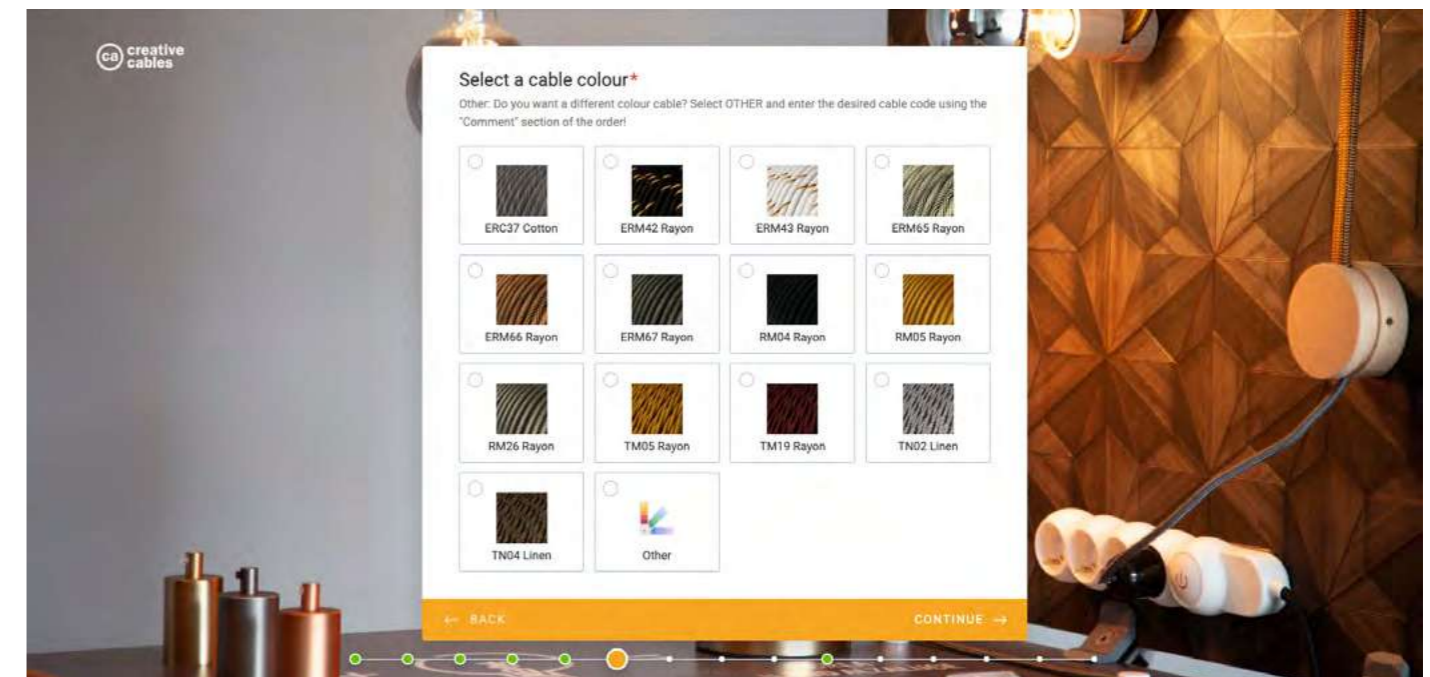 ca creative
cables
Select a cable colour*
Other: Do you want a different colour cable? Select OTHER and enter the desired cable code using the
"Comment" section of the order!
ERC37 Cotton
ERM42 Rayon
ERM43 Rayon
ERM65 Rayon
ERM66 Rayon
ERM67 Rayon
RM04 Rayon
RM05 Rayon
RM26 Rayon
TM05 Rayon
TM19 Rayon
TN02 Linen
TN04 Linen
Other
← BACK
CONTINUE →